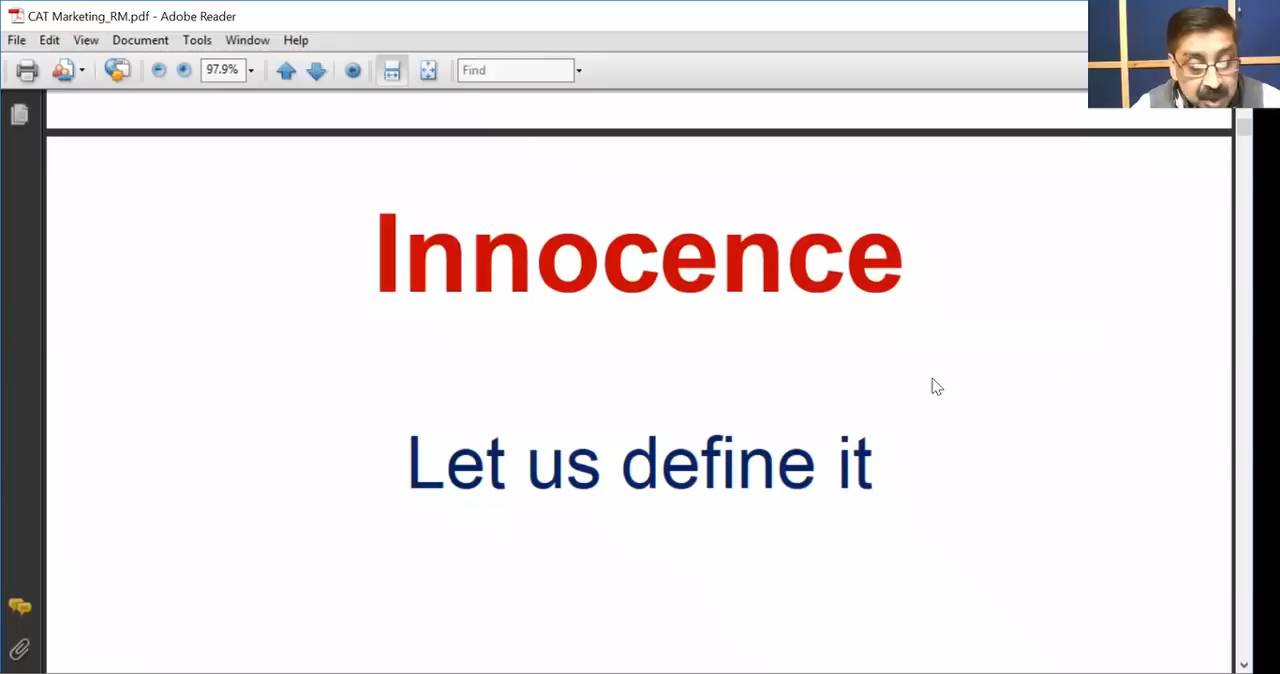 CAT Marketing_RM.pdf - Adobe Reader
File Edit View Document Tools Window Help
97.9% Find
Innocence
Let us define it